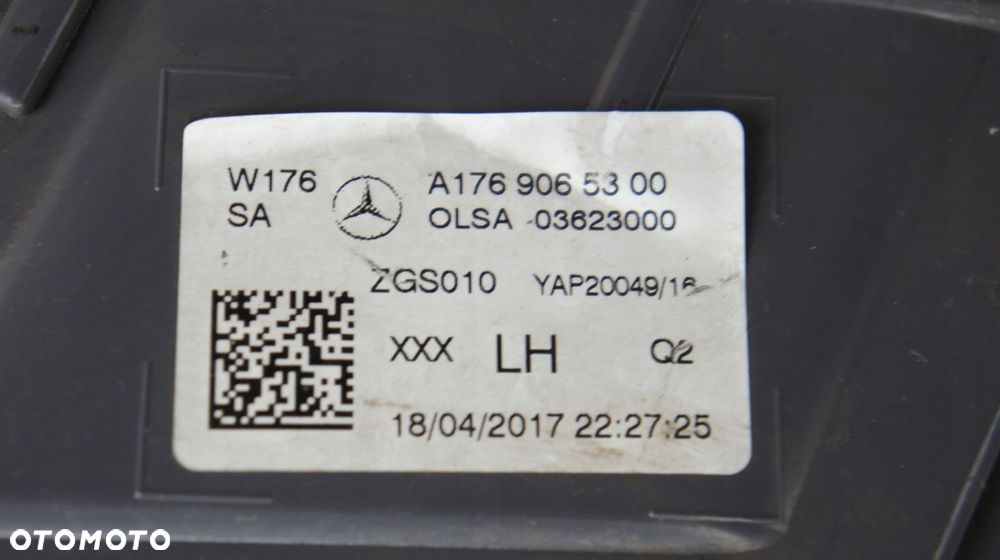 W176
SA
A176 906 53 00
OLSA 03623000
ZGS010 YAP20049/16
XXX LH Q2
18/04/2017 22:27:25
OTOMOTO